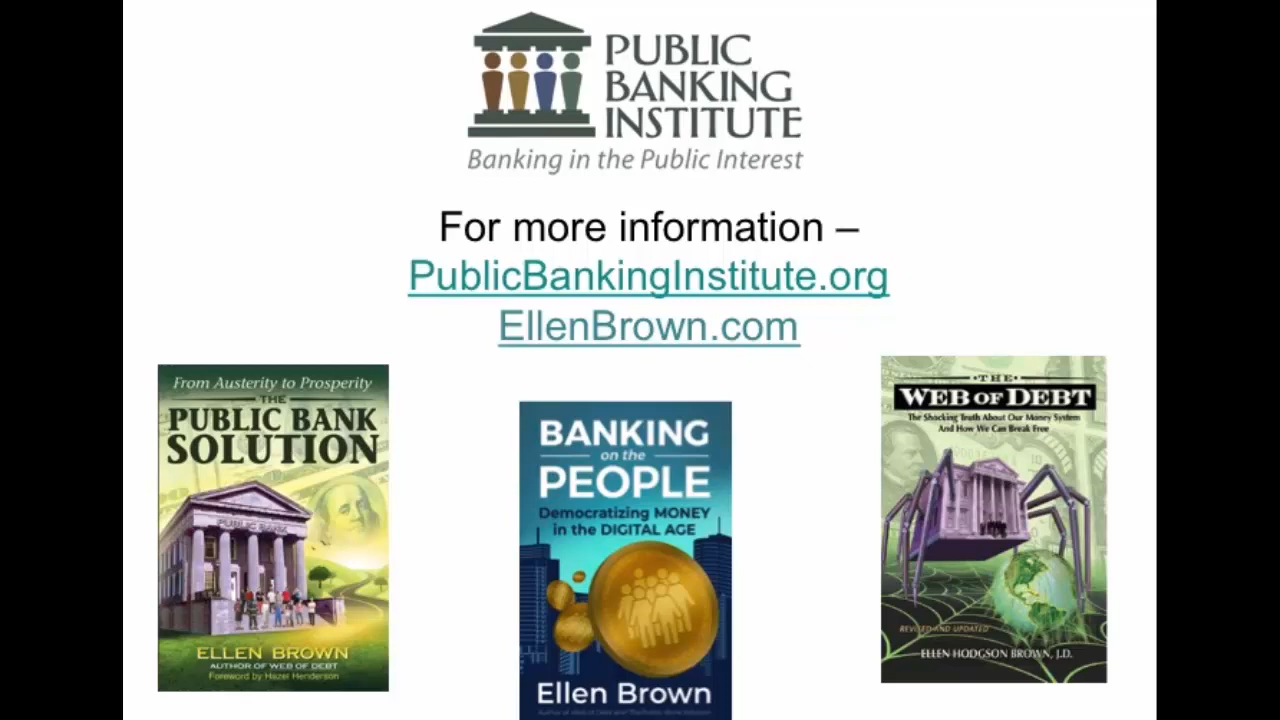 PUBLIC
BANKING
INSTITUTE
Banking in the Public Interest
For more information –
PublicBankingInstitute.org
EllenBrown.com
From Austerity to Prosperity
THE
PUBLIC BANK
SOLUTION
PUBLIC BANK
ELLEN BROWN
AUTHOR OF WEB OF DEBT
Foreword by Hazel Henderson
BANKING
on the
PEOPLE
Democratizing MONEY
in the DIGITAL AGE
Ellen Brown
THE
WEB OF DEBT
The Shocking Truth About Our Money System
And How We Can Break Free
REVISED AND UPDATED
ELLEN HODGSON BROWN, J.D.